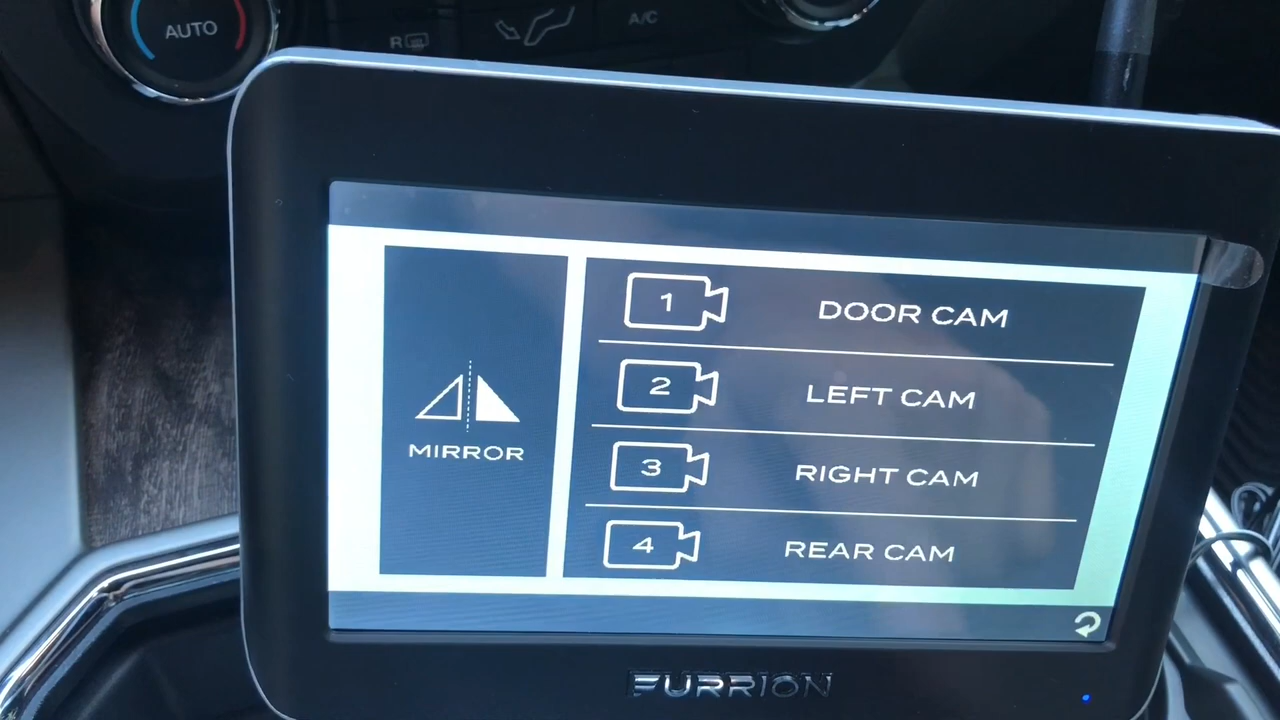 AUTO
R
A/C
1 DOOR CAM
2 LEFT CAM
MIRROR
3 RIGHT CAM
4 REAR CAM
FURRION